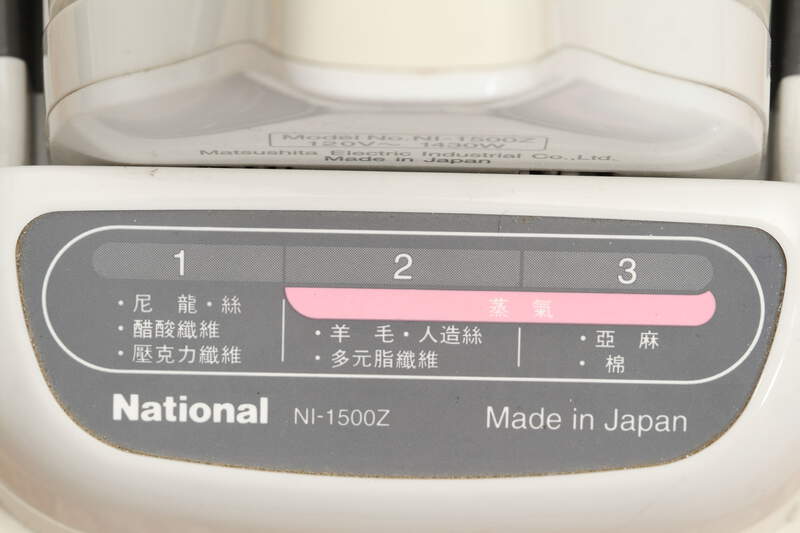 Model No.NI-1500Z
120V～ 1430W
Matsushita Electric Industrial Co.,Ltd.
Made in Japan
1 2 3
蒸氣
・尼龍・絲
・醋酸纖維
・壓克力纖維
・羊毛・人造絲
・多元脂纖維
・亞麻
・棉
National NI-1500Z Made in Japan